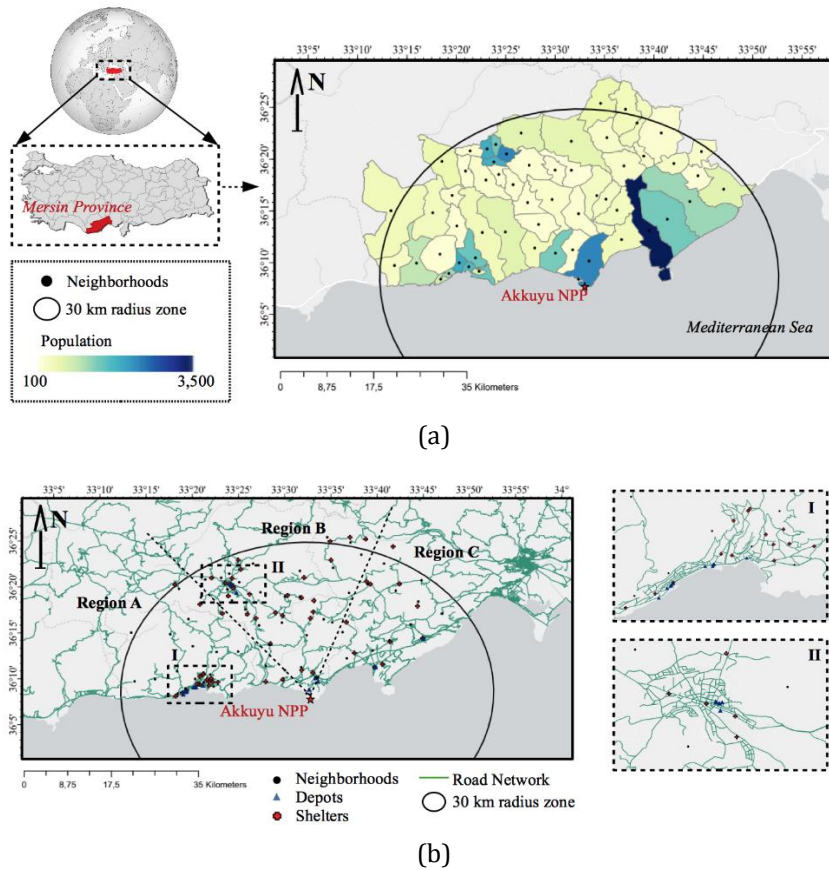 33°5' 33°10' 33°15' 33°20' 33°25' 33°30' 33°35' 33°40' 33°45' 33°50' 33°55'
N
36°25'
36°20'
36°15'
36°10'
36°5'
Mersin Province
Neighborhoods
30 km radius zone
Population
100 3,500
Akkuyu NPP
Mediterranean Sea
0 8,75 17,5 35 Kilometers
(a)
33°5' 33°10' 33°15' 33°20' 33°25' 33°30' 33°35' 33°40' 33°45' 33°50' 33°55' 34°
N
36°25'
36°20'
36°15'
36°10'
36°5'
Region B
Region C
Region A
II
I
Akkuyu NPP
I
II
0 8,75 17,5 35 Kilometers
Neighborhoods
Depots
Shelters
Road Network
30 km radius zone
(b)